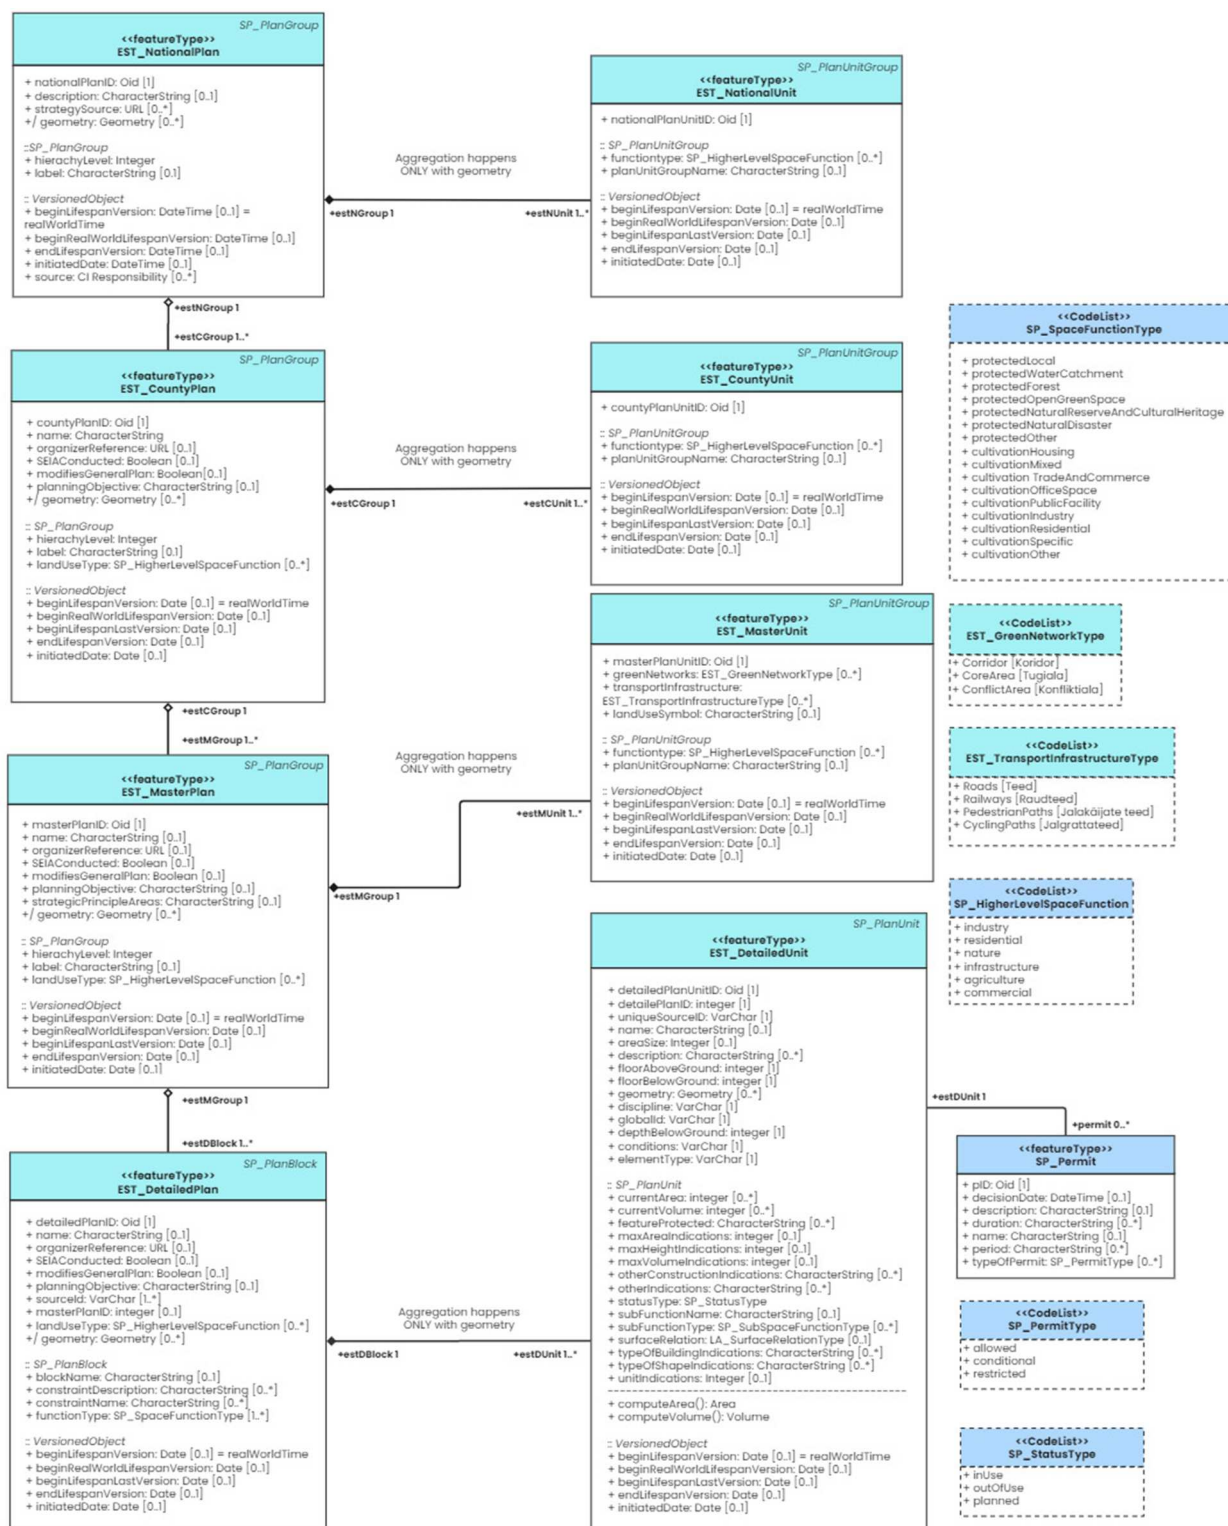 SP_PlanGroup
<<featureType>>
EST_NationalPlan
+ nationalPlanID: Oid [1]
+ description: CharacterString [0..1]
+ strategySource: URL [0..*]
+/ geometry: Geometry [0..*]
::SP_PlanGroup
+ hierachyLevel: Integer
+ label: CharacterString [0.1]
:: VersionedObject
+ beginLifespanVersion: DateTime [0..1] =
realWorldTime
+ beginRealWorldLifespanVersion: DateTime [0..1]
+ endLifespanVersion: DateTime [0..1]
+ initiatedDate: DateTime [0..1]
+ source: CI Responsibility [0..*]
Aggregation happens
ONLY with geometry
+estNGroup 1
+estNUnit 1..*
SP_PlanUnitGroup
<<featureType>>
EST_NationalUnit
+ nationalPlanUnitID: Oid [1]
:: SP_PlanUnitGroup
+ functiontype: SP_HigherLevelSpaceFunction [0..*]
+ planUnitGroupName: CharacterString [0..1]
:: VersionedObject
+ beginLifespanVersion: Date [0..1] = realWorldTime
+ beginRealWorldLifespanVersion: Date [0..1]
+ beginLifespanLastVersion: Date [0..1]
+ endLifespanVersion: Date [0..1]
+ initiatedDate: Date [0..1]
+estNGroup 1
+estCGroup 1..*
SP_PlanGroup
<<featureType>>
EST_CountyPlan
+ countyPlanID: Oid [1]
+ name: CharacterString
+ organizerReference: URL [0..1]
+ SEIAConducted: Boolean [0..1]
+ modifiesGeneralPlan: Boolean[0..1]
+ planningObjective: CharacterString [0..1]
+/ geometry: Geometry [0..*]
:: SP_PlanGroup
+ hierachyLevel: Integer
+ label: CharacterString [0.1]
+ landUseType: SP_HigherLevelSpaceFunction [0..*]
:: VersionedObject
+ beginLifespanVersion: Date [0..1] = realWorldTime
+ beginRealWorldLifespanVersion: Date [0..1]
+ beginLifespanLastVersion: Date [0..1]
+ endLifespanVersion: Date [0..1]
+ initiatedDate: Date [0..1]
Aggregation happens
ONLY with geometry
+estCGroup 1
+estCUnit 1..*
SP_PlanUnitGroup
<<featureType>>
EST_CountyUnit
+ countyPlanUnitID: Oid [1]
:: SP_PlanUnitGroup
+ functiontype: SP_HigherLevelSpaceFunction [0..*]
+ planUnitGroupName: CharacterString [0..1]
:: VersionedObject
+ beginLifespanVersion: Date [0..1] = realWorldTime
+ beginRealWorldLifespanVersion: Date [0..1]
+ beginLifespanLastVersion: Date [0..1]
+ endLifespanVersion: Date [0..1]
+ initiatedDate: Date [0..1]
<<CodeList>>
SP_SpaceFunctionType
+ protectedLocal
+ protectedWaterCatchment
+ protectedForest
+ protectedOpenGreenSpace
+ protectedNaturalReserveAndCulturalHeritage
+ protectedNaturalDisaster
+ protectedOther
+ cultivationHousing
+ cultivationMixed
+ cultivation TradeAndCommerce
+ cultivationOfficeSpace
+ cultivationPublicFacility
+ cultivationIndustry
+ cultivationResidential
+ cultivationSpecific
+ cultivationOther
+estCGroup 1
+estMGroup 1..*
SP_PlanGroup
<<featureType>>
EST_MasterPlan
+ masterPlanID: Oid [1]
+ name: CharacterString [0..1]
+ organizerReference: URL [0..1]
+ SEIAConducted: Boolean [0..1]
+ modifiesGeneralPlan: Boolean [0..1]
+ planningObjective: CharacterString [0..1]
+ strategicPrincipleAreas: CharacterString [0..1]
+/ geometry: Geometry [0..*]
:: SP_PlanGroup
+ hierachyLevel: Integer
+ label: CharacterString [0..1]
+ landUseType: SP_HigherLevelSpaceFunction [0..*]
:: VersionedObject
+ beginLifespanVersion: Date [0..1] = realWorldTime
+ beginRealWorldLifespanVersion: Date [0..1]
+ beginLifespanLastVersion: Date [0..1]
+ endLifespanVersion: Date [0..1]
+ initiatedDate: Date [0..1]
Aggregation happens
ONLY with geometry
+estMGroup 1
+estMUnit 1..*
SP_PlanUnitGroup
<<featureType>>
EST_MasterUnit
+ masterPlanUnitID: Oid [1]
+ greenNetworks: EST_GreenNetworkType [0..*]
+ transportInfrastructure:
EST_TransportInfrastructureType [0..*]
+ landUseSymbol: CharacterString [0..1]
:: SP_PlanUnitGroup
+ functiontype: SP_HigherLevelSpaceFunction [0..*]
+ planUnitGroupName: CharacterString [0..1]
:: VersionedObject
+ beginLifespanVersion: Date [0..1] = realWorldTime
+ beginRealWorldLifespanVersion: Date [0..1]
+ beginLifespanLastVersion: Date [0..1]
+ endLifespanVersion: Date [0..1]
+ initiatedDate: Date [0..1]
<<CodeList>>
EST_GreenNetworkType
+ Corridor [Koridor]
+ CoreArea [Tugiala]
+ ConflictArea [Konfliktiala]
<<CodeList>>
EST_TransportInfrastructureType
+ Roads [Teed]
+ Railways [Raudteed]
+ PedestrianPaths [Jalakäijate teed]
+ CyclingPaths [Jalgrattateed]
<<CodeList>>
SP_HigherLevelSpaceFunction
+ industry
+ residential
+ nature
+ infrastructure
+ agriculture
+ commercial
+estMGroup 1
+estDBlock 1..*
SP_PlanBlock
<<featureType>>
EST_DetailedPlan
+ detailedPlanID: Oid [1]
+ name: CharacterString [0..1]
+ organizerReference: URL [0..1]
+ SEIAConducted: Boolean [0..1]
+ modifiesGeneralPlan: Boolean [0..1]
+ planningObjective: CharacterString [0..1]
+ sourceId: VarChar [1..*]
+ masterPlanID: integer [0..1]
+ landUseType: SP_HigherLevelSpaceFunction [0..*]
+/ geometry: Geometry [0..*]
:: SP_PlanBlock
+ blockName: CharacterString [0..1]
+ constraintDescription: CharacterString [0..*]
+ constraintName: CharacterString [0..*]
+ functionType: SP_SpaceFunctionType [1..*]
:: VersionedObject
+ beginLifespanVersion: Date [0..1] = realWorldTime
+ beginRealWorldLifespanVersion: Date [0..1]
+ beginLifespanLastVersion: Date [0..1]
+ endLifespanVersion: Date [0..1]
+ initiatedDate: Date [0..1]
Aggregation happens
ONLY with geometry
+estDBlock 1
+estDUnit 1..*
SP_PlanUnit
<<featureType>>
EST_DetailedUnit
+ detailedPlanUnitID: Oid [1]
+ detailePlanID: integer [1]
+ uniqueSourceID: VarChar [1]
+ name: CharacterString [0..1]
+ areaSize: Integer [0..1]
+ description: CharacterString [0..*]
+ floorAboveGround: integer [1]
+ floorBelowGround: integer [1]
+ geometry: Geometry [0..*]
+ discipline: VarChar [1]
+ globalId: VarChar [1]
+ depthBelowGround: integer [1]
+ conditions: VarChar [1]
+ elementType: VarChar [1]
:: SP_PlanUnit
+ currentArea: integer [0..*]
+ currentVolume: integer [0..*]
+ featureProtected: CharacterString [0..*]
+ maxAreaIndications: integer [0..1]
+ maxHeightIndications: integer [0..1]
+ maxVolumeIndications: integer [0..1]
+ otherConstructionIndications: CharacterString [0..*]
+ otherIndications: CharacterString [0..*]
+ statusType: SP_StatusType
+ subFunctionName: CharacterString [0..1]
+ subFunctionType: SP_SubSpaceFunctionType [0..*]
+ surfaceRelation: LA_SurfaceRelationType [0..1]
+ typeOfBuildingIndications: CharacterString [0..*]
+ typeOfShapeIndications: CharacterString [0..*]
+ unitIndications: Integer [0..1]
+ computeArea(): Area
+ computeVolume(): Volume
:: VersionedObject
+ beginLifespanVersion: Date [0..1] = realWorldTime
+ beginRealWorldLifespanVersion: Date [0..1]
+ beginLifespanLastVersion: Date [0..1]
+ endLifespanVersion: Date [0..1]
+ initiatedDate: Date [0..1]
+estDUnit 1
+permit 0..*
<<featureType>>
SP_Permit
+ pID: Oid [1]
+ decisionDate: DateTime [0..1]
+ description: CharacterString [0.1]
+ duration: CharacterString [0..*]
+ name: CharacterString [0..1]
+ period: CharacterString [0.*]
+ typeOfPermit: SP_PermitType [0..*]
<<CodeList>>
SP_PermitType
+ allowed
+ conditional
+ restricted
<<CodeList>>
SP_StatusType
+ inUse
+ outOfUse
+ planned